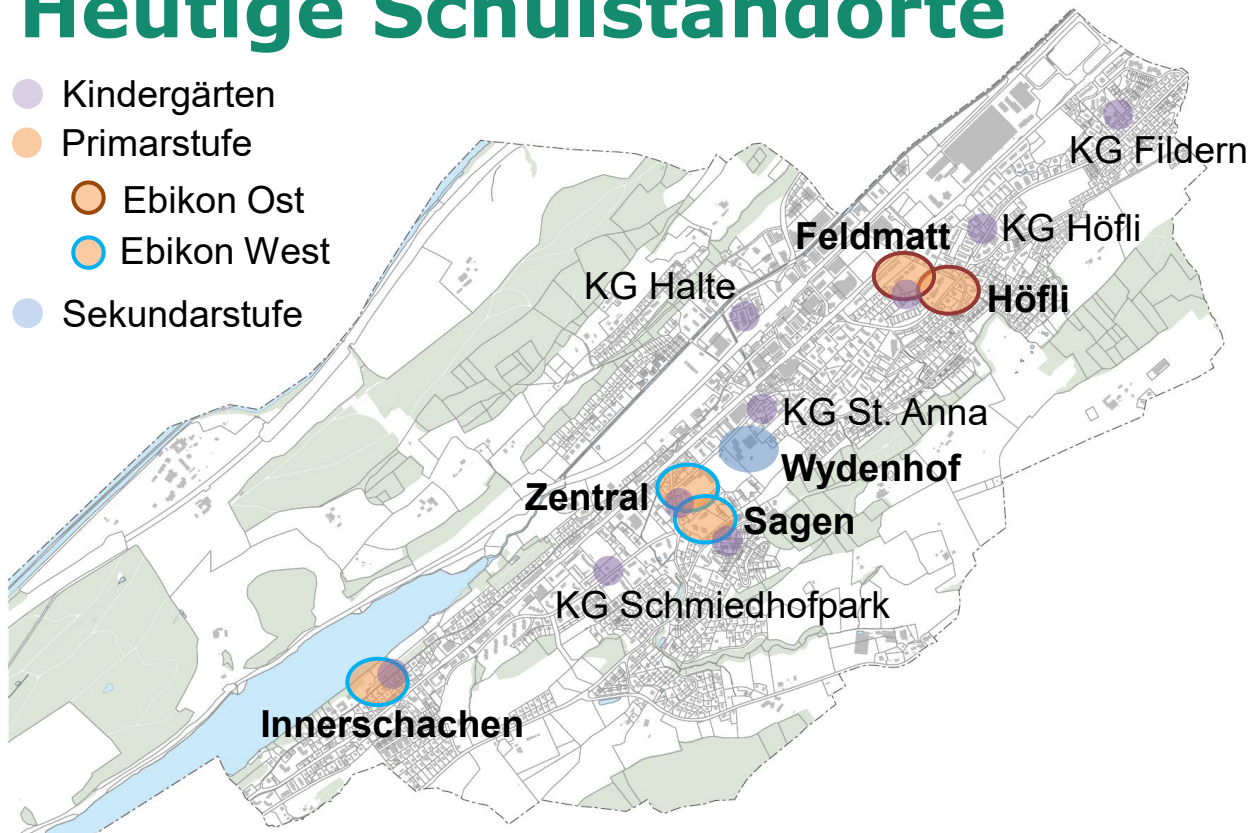 Heutige Schulstandorte
Kindergärten
Primarstufe
Ebikon Ost
Ebikon West
Sekundarstufe
KG Fildern
KG Höfli
Feldmatt
Höfli
KG Halte
KG St. Anna
Wydenhof
Zentral
Sagen
KG Schmiedhofpark
Innerschachen